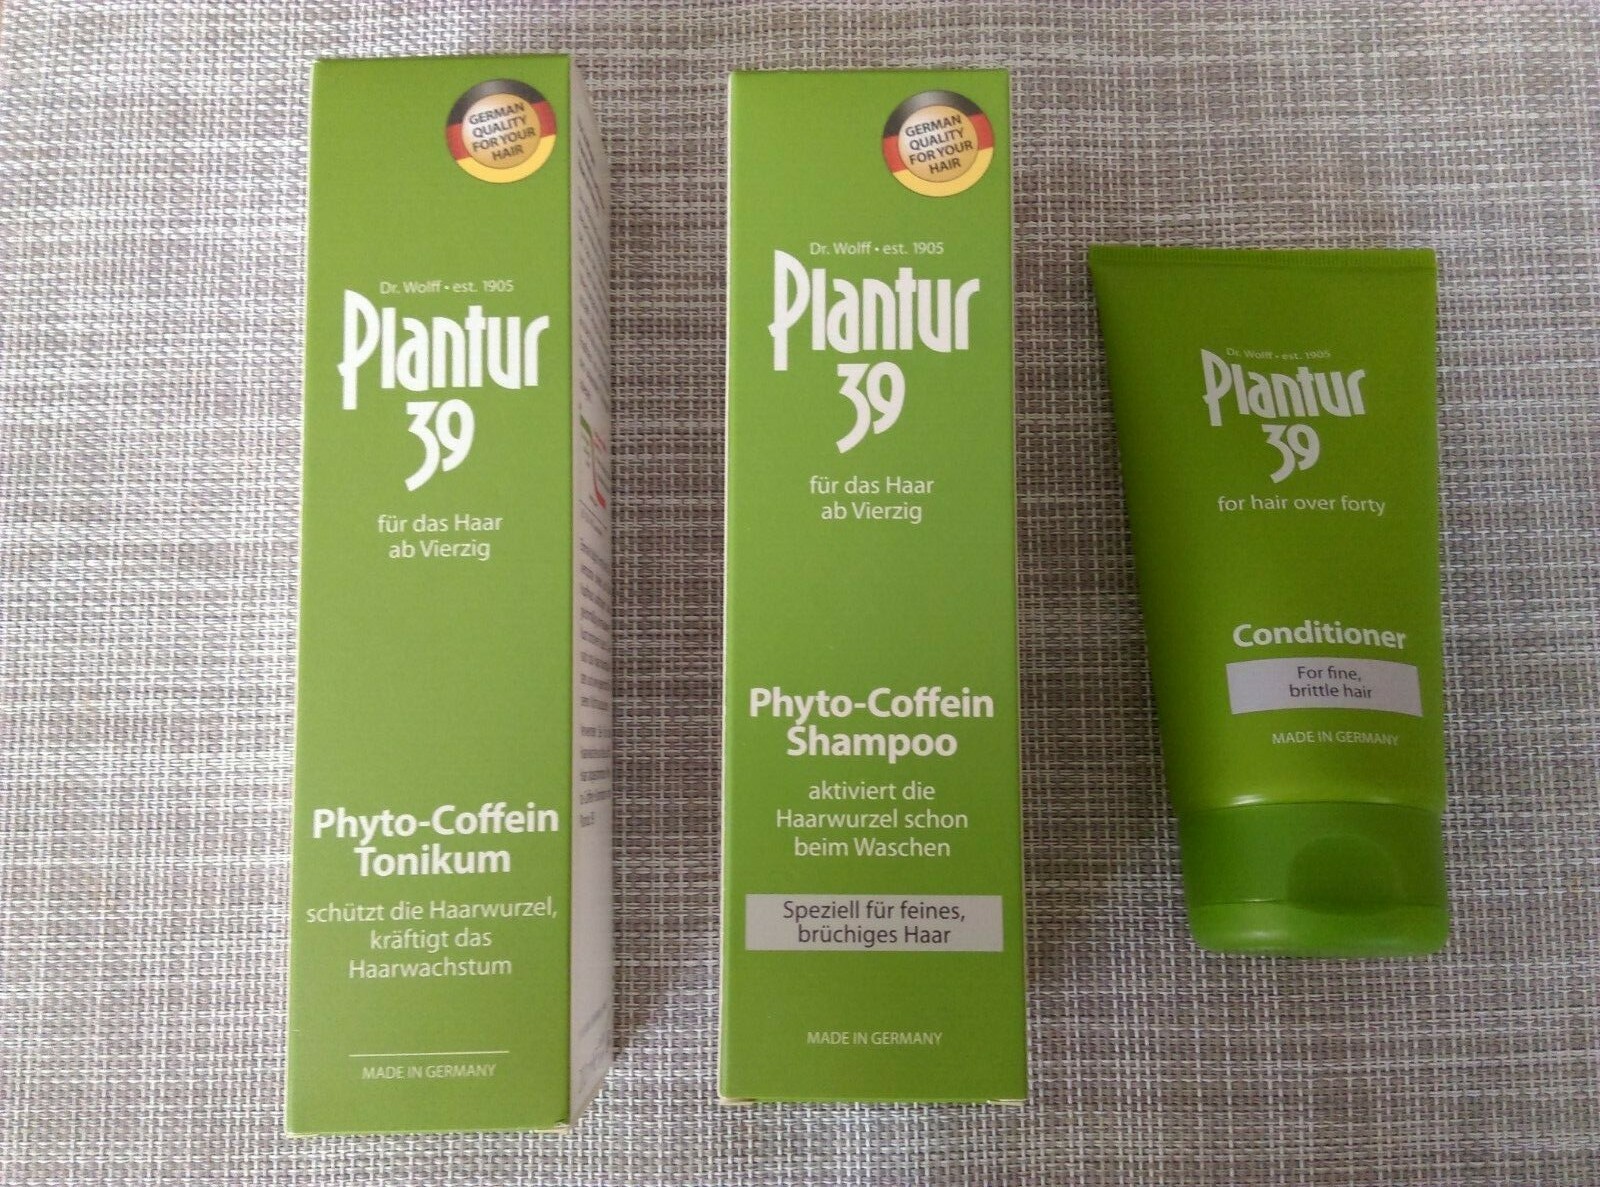 GERMAN
QUALITY
FOR YOUR
HAIR
Dr. Wolff • est. 1905
Plantur
39
für das Haar
ab Vierzig
Phyto-Coffein
Tonikum
schützt die Haarwurzel,
kräftigt das
Haarwachstum
MADE IN GERMANY
GERMAN
QUALITY
FOR YOUR
HAIR
Dr. Wolff • est. 1905
Plantur
39
für das Haar
ab Vierzig
Phyto-Coffein
Shampoo
aktiviert die
Haarwurzel schon
beim Waschen
Speziell für feines,
brüchiges Haar
MADE IN GERMANY
Dr. Wolff • est. 1905
Plantur
39
for hair over forty
Conditioner
For fine,
brittle hair
MADE IN GERMANY